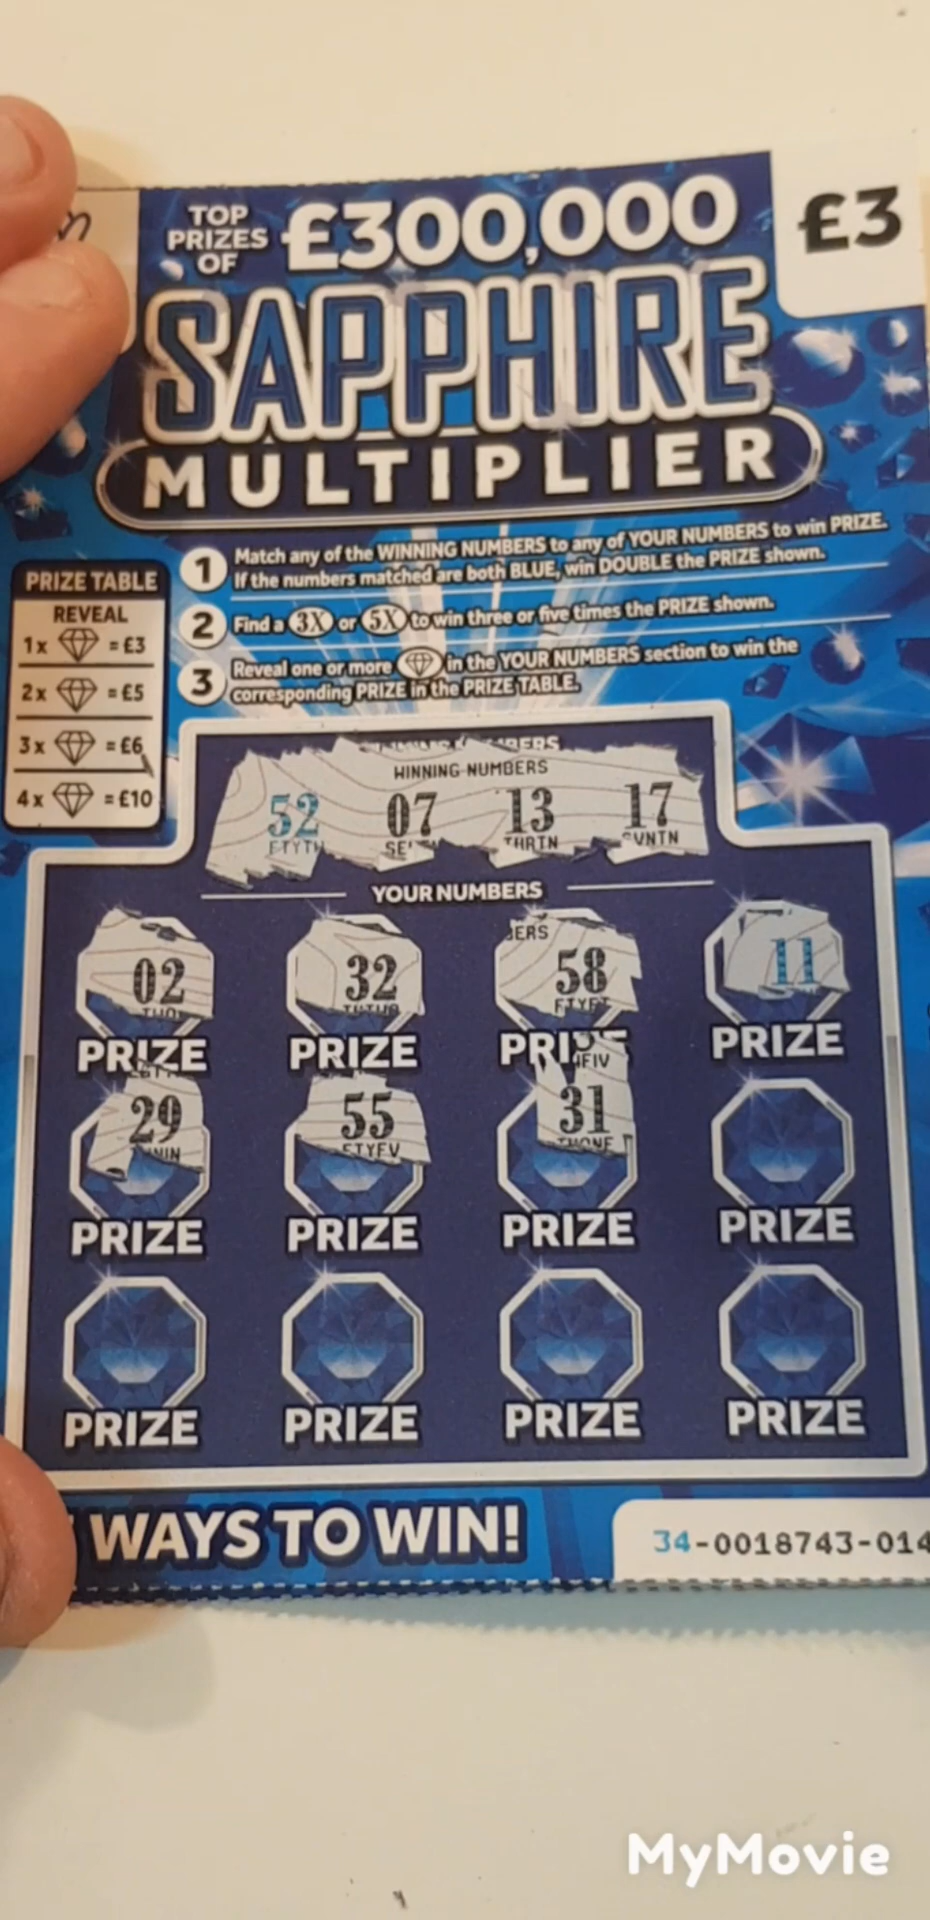 TOP PRIZES OF £300,000
£3
SAPPHIRE
MULTIPLIER
1 Match any of the WINNING NUMBERS to any of YOUR NUMBERS to win PRIZE.
If the numbers matched are both BLUE, win DOUBLE the PRIZE shown.
2 Find a 3X or 5X to win three or five times the PRIZE shown.
3 Reveal one or more in the YOUR NUMBERS section to win the
corresponding PRIZE in the PRIZE TABLE.
PRIZE TABLE
REVEAL
1x = £3
2x = £5
3x = £6
4x = £10
WINNING NUMBERS
52 07 13 17
THRTN
YOUR NUMBERS
02 32 58 11
PRIZE PRIZE PRIZE
29 55 31
PRIZE PRIZE PRIZE PRIZE
PRIZE PRIZE PRIZE PRIZE
WAYS TO WIN!
34-0018743-014
MyMovie